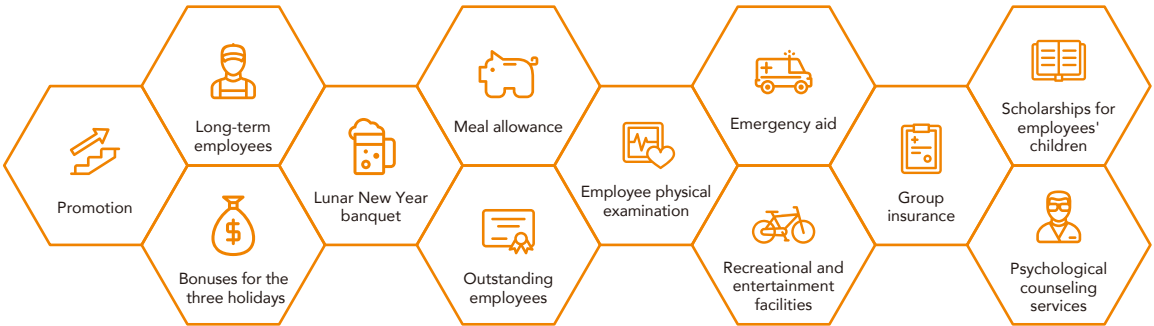 Promotion
Long-term
employees
Bonuses for the
three holidays
Lunar New Year
banquet
Meal allowance
Outstanding
employees
Employee physical
examination
Emergency aid
Recreational and
entertainment
facilities
Group
insurance
Scholarships for
employees'
children
Psychological
counseling
services